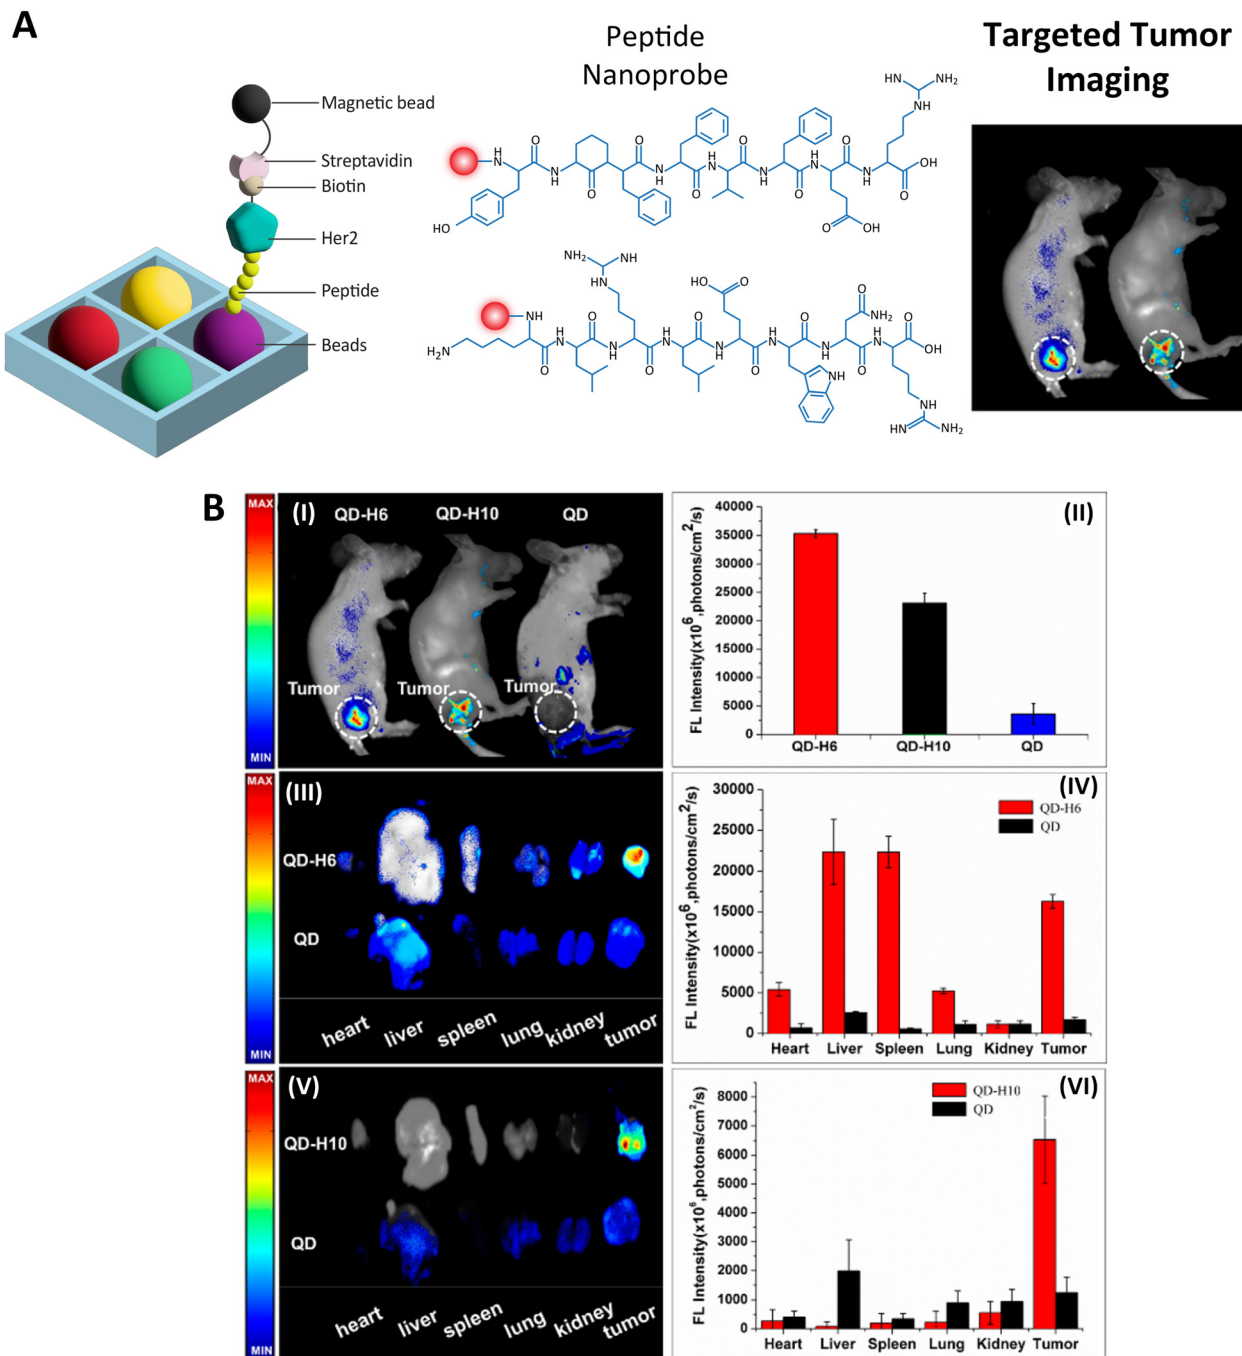 A
Peptide
Nanoprobe
Targeted Tumor
Imaging
Magnetic bead
Streptavidin
Biotin
Her2
Peptide
Beads
H
N
O
N
H
O
O
N
H
H
N
O
N
H
O
N
H
O
OH
HN
NH₂
NH
HO
O
OH
NH₂
NH
HN
NH
H₂N
O
H
N
O
N
H
O
H
N
O
N
H
O
H
N
O
N
H
O
OH
HO
O
O
NH₂
NH
NH
HN
NH₂
B
MAX
MIN
(I)
QD-H6
QD-H10
QD
Tumor
Tumor
Tumor
(II)
FL Intensity(x10⁶,photons/cm²/s)
40000
35000
30000
25000
20000
15000
10000
5000
0
QD-H6
QD-H10
QD
MAX
MIN
(III)
QD-H6
QD
heart
liver
spleen
lung
kidney
tumor
(IV)
FL Intensity(x10⁶,photons/cm²/s)
30000
25000
20000
15000
10000
5000
0
QD-H6
QD
Heart
Liver
Spleen
Lung
Kidney
Tumor
MAX
MIN
(V)
QD-H10
QD
heart
liver
spleen
lung
kidney
tumor
(VI)
FL Intensity(x10⁶,photons/cm²/s)
8000
7000
6000
5000
4000
3000
2000
1000
0
QD-H10
QD
Heart
Liver
Spleen
Lung
Kidney
Tumor